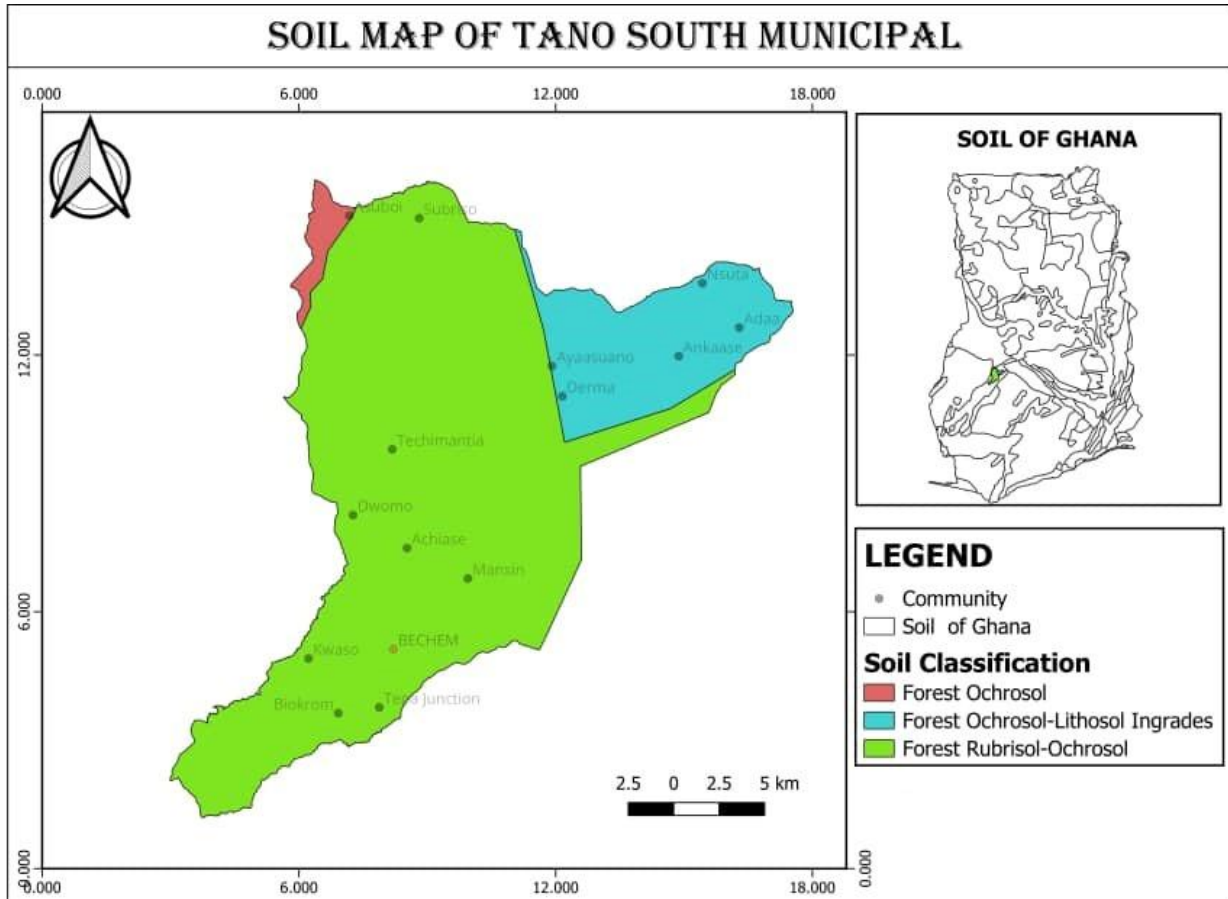 SOIL MAP OF TANO SOUTH MUNICIPAL
0.000 6.000 12.000 18.000
SOIL OF GHANA
Asuboi
Subriso
Nsuta
Adaa
12.000
Ayaasuano
Ankaase
Derma
Techimantia
Dwomo
Achiase
Mansin
6.000
BECHEM
Kwaso
Biokrom
Tepa Junction
2.5 0 2.5 5 km
LEGEND
Community
Soil of Ghana
Soil Classification
Forest Ochrosol
Forest Ochrosol-Lithosol Ingrades
Forest Rubrisol-Ochrosol
0.000
0.000
0.000 6.000 12.000 18.000